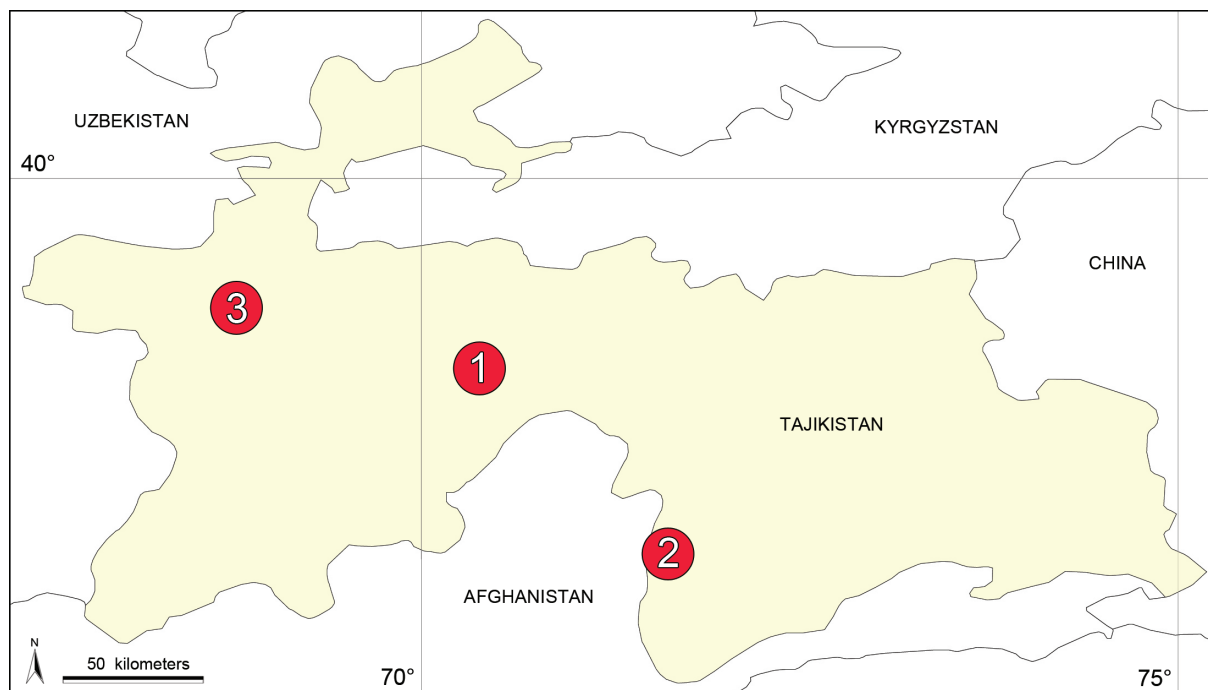 UZBEKISTAN
KYRGYZSTAN
40°
CHINA
3
1
TAJIKISTAN
2
AFGHANISTAN
N
50 kilometers
70°
75°